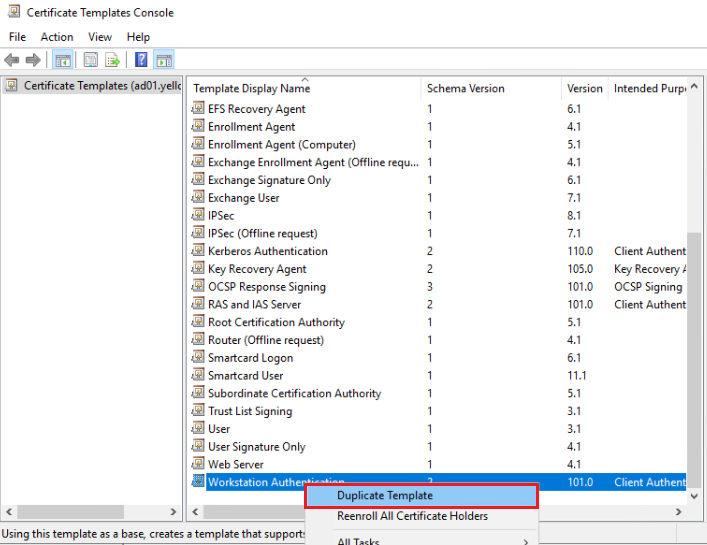 Certificate Templates Console
File Action View Help
Certificate Templates (ad01.yellc
Template Display Name Schema Version Version Intended Purpo
EFS Recovery Agent 1 6.1
Enrollment Agent 1 4.1
Enrollment Agent (Computer) 1 5.1
Exchange Enrollment Agent (Offline requ... 1 4.1
Exchange Signature Only 1 6.1
Exchange User 1 7.1
IPSec 1 8.1
IPSec (Offline request) 1 7.1
Kerberos Authentication 2 110.0 Client Authent
Key Recovery Agent 2 105.0 Key Recovery A
OCSP Response Signing 3 101.0 OCSP Signing
RAS and IAS Server 2 101.0 Client Authent
Root Certification Authority 1 5.1
Router (Offline request) 1 4.1
Smartcard Logon 1 6.1
Smartcard User 1 11.1
Subordinate Certification Authority 1 5.1
Trust List Signing 1 3.1
User 1 3.1
User Signature Only 1 4.1
Web Server 1 4.1
Workstation Authentication 2 101.0 Client Authent
Duplicate Template
Reenroll All Certificate Holders
All Tasks
Using this template as a base, creates a template that supports